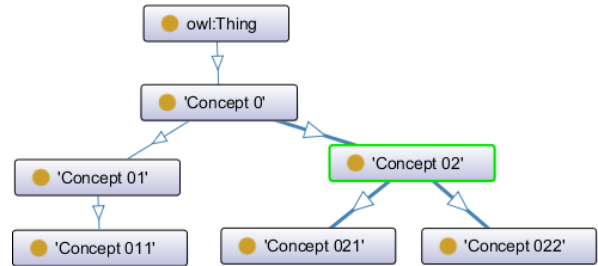 owl:Thing
'Concept 0'
'Concept 02'
'Concept 01'
'Concept 011'
'Concept 021'
'Concept 022'